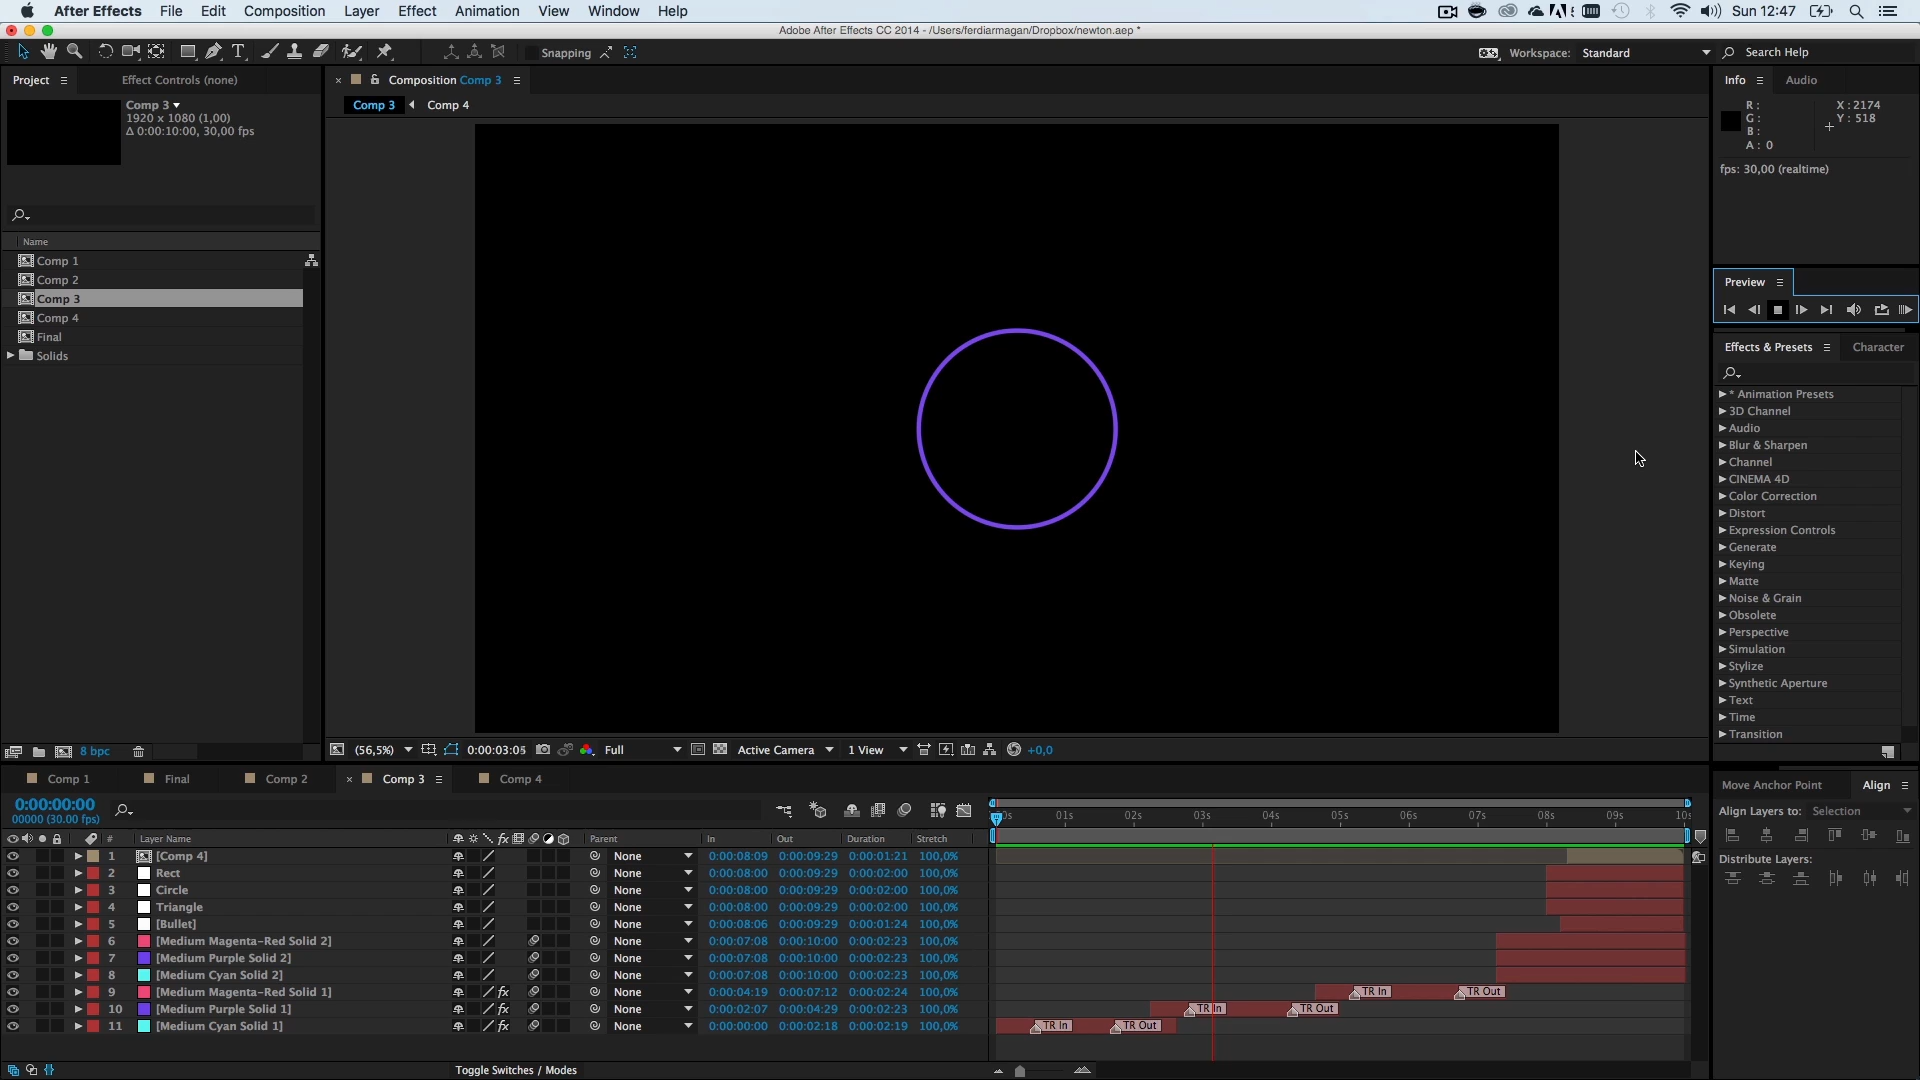 After Effects File Edit Composition Layer Effect Animation View Window Help
Sun 12:47
Adobe After Effects CC 2014 - /Users/ferdiarmagan/Dropbox/newton.aep *
Snapping
Workspace: Standard
Search Help
Project Effect Controls (none)
Composition Comp 3
Info Audio
Comp 3
1920 x 1080 (1,00)
Δ 0:00:10:00, 30,00 fps
Comp 3 Comp 4
R:
G:
B:
A: 0
X: 2174
Y: 518
fps: 30,00 (realtime)
Name
Comp 1
Comp 2
Comp 3
Comp 4
Final
Solids
Preview
Effects & Presets Character
* Animation Presets
3D Channel
Audio
Blur & Sharpen
Channel
CINEMA 4D
Color Correction
Distort
Expression Controls
Generate
Keying
Matte
Noise & Grain
Obsolete
Perspective
Simulation
Stylize
Synthetic Aperture
Text
Time
Transition
8 bpc
(56,5%) 0:00:03:05 Full Active Camera 1 View +0,0
Comp 1 Final Comp 2 Comp 3 Comp 4
Move Anchor Point Align
0:00:00:00
00000 (30.00 fps)
01s 02s 03s 04s 05s 06s 07s 08s 09s 10s
Align Layers to: Selection
Distribute Layers:
# Layer Name Parent In Out Duration Stretch
1 [Comp 4] None 0:00:08:09 0:00:09:29 0:00:01:21 100,0%
2 Rect None 0:00:08:00 0:00:09:29 0:00:02:00 100,0%
3 Circle None 0:00:08:00 0:00:09:29 0:00:02:00 100,0%
4 Triangle None 0:00:08:00 0:00:09:29 0:00:02:00 100,0%
5 [Bullet] None 0:00:08:06 0:00:09:29 0:00:01:24 100,0%
6 [Medium Magenta-Red Solid 2] None 0:00:07:08 0:00:10:00 0:00:02:23 100,0%
7 [Medium Purple Solid 2] None 0:00:07:08 0:00:10:00 0:00:02:23 100,0%
8 [Medium Cyan Solid 2] None 0:00:07:08 0:00:10:00 0:00:02:23 100,0%
9 [Medium Magenta-Red Solid 1] fx None 0:00:04:19 0:00:07:12 0:00:02:24 100,0% TR In TR Out
10 [Medium Purple Solid 1] fx None 0:00:02:07 0:00:04:29 0:00:02:23 100,0% TR In TR Out
11 [Medium Cyan Solid 1] fx None 0:00:00:00 0:00:02:18 0:00:02:19 100,0% TR In TR Out
Toggle Switches / Modes